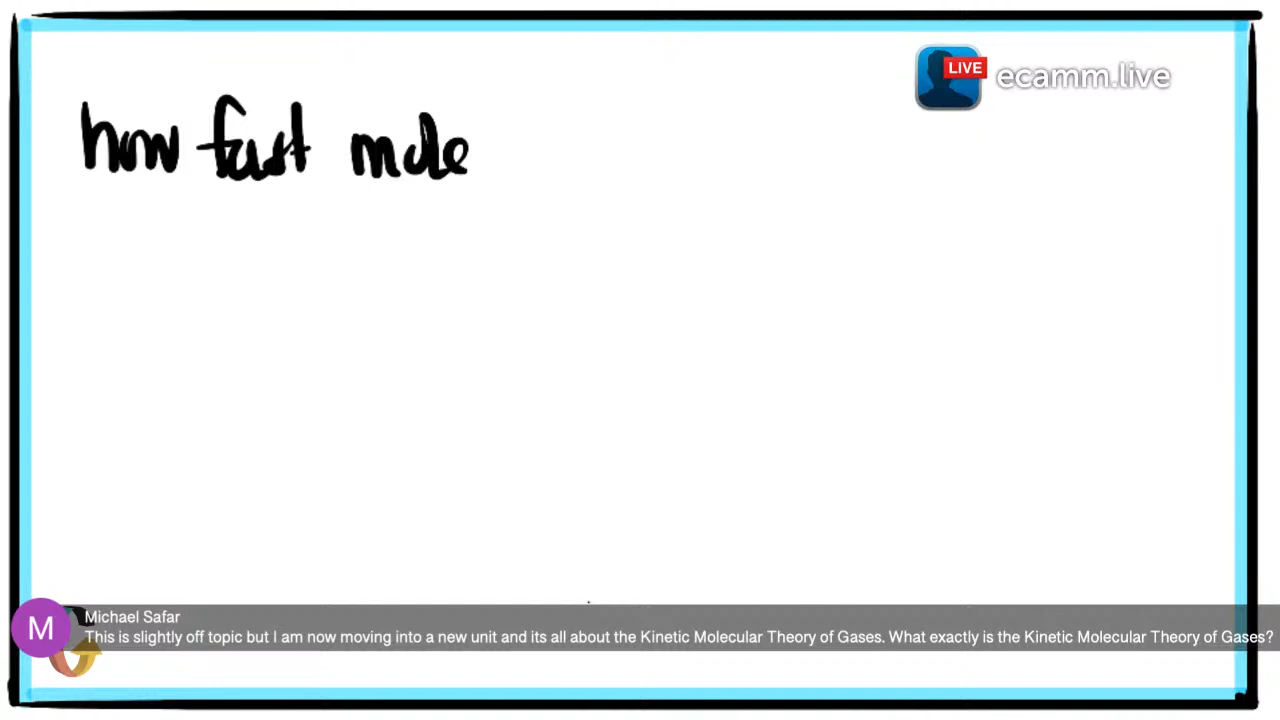 LIVE ecamm.live
how fast mole
M
Michael Safar
This is slightly off topic but I am now moving into a new unit and its all about the Kinetic Molecular Theory of Gases. What exactly is the Kinetic Molecular Theory of Gases?